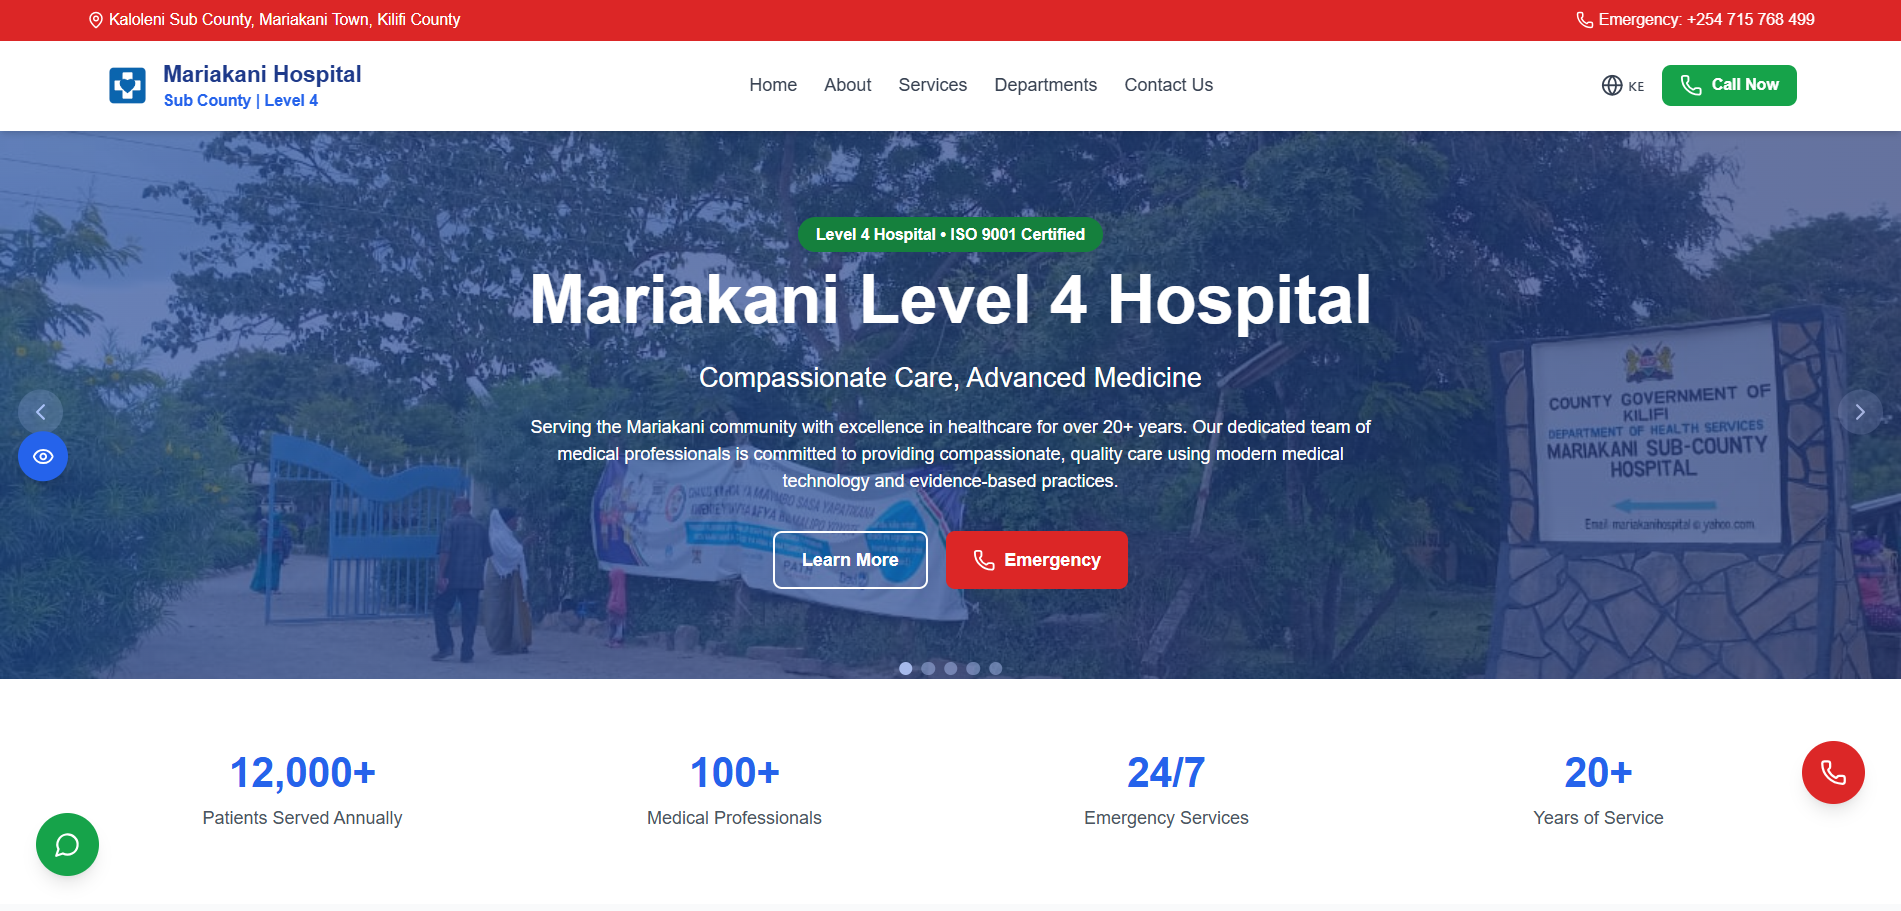 Kaloleni Sub County, Mariakani Town, Kilifi County
Emergency: +254 715 768 499
Mariakani Hospital
Sub County | Level 4
Home
About
Services
Departments
Contact Us
KE
Call Now
Level 4 Hospital • ISO 9001 Certified
Mariakani Level 4 Hospital
Compassionate Care, Advanced Medicine
Serving the Mariakani community with excellence in healthcare for over 20+ years. Our dedicated team of
medical professionals is committed to providing compassionate, quality care using modern medical
technology and evidence-based practices.
Learn More
Emergency
COUNTY GOVERNMENT OF
KILIFI
DEPARTMENT OF HEALTH SERVICES
MARIAKANI SUB-COUNTY
HOSPITAL
Email: mariakanihospital@yahoo.com
12,000+
Patients Served Annually
100+
Medical Professionals
24/7
Emergency Services
20+
Years of Service